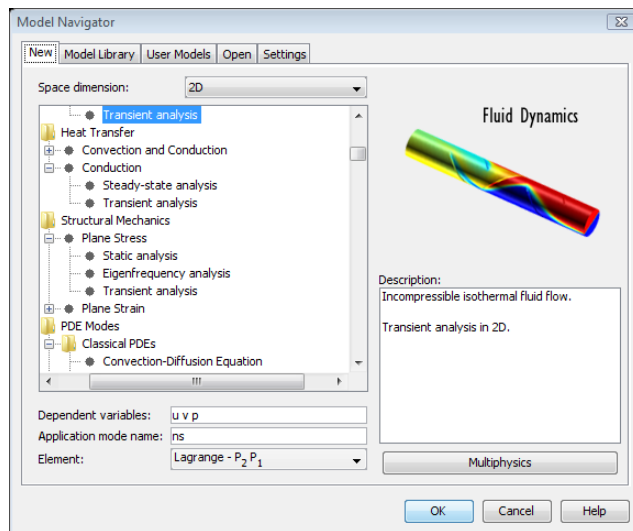 Model Navigator
New Model Library User Models Open Settings
Space dimension: 2D
Transient analysis
Heat Transfer
Convection and Conduction
Conduction
Steady-state analysis
Transient analysis
Structural Mechanics
Plane Stress
Static analysis
Eigenfrequency analysis
Transient analysis
Plane Strain
PDE Modes
Classical PDEs
Convection-Diffusion Equation
Fluid Dynamics
Description:
Incompressible isothermal fluid flow.
Transient analysis in 2D.
Dependent variables: u v p
Application mode name: ns
Element: Lagrange - P₂ P₁
Multiphysics
OK Cancel Help